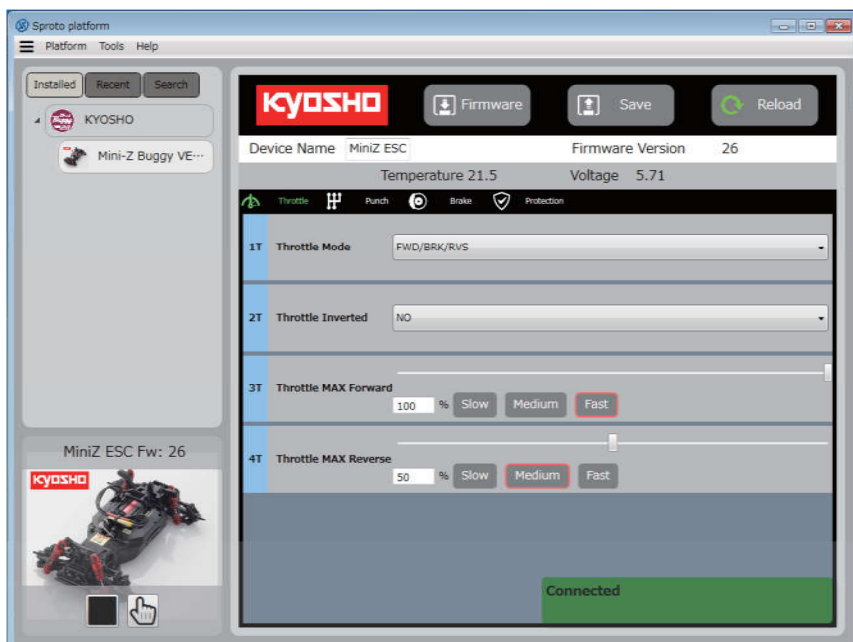 Sproto platform
Platform Tools Help
Installed Recent Search
KYOSHO
Mini-Z Buggy VE···
MiniZ ESC Fw: 26
KYOSHO
KYOSHO Firmware Save Reload
Device Name MiniZ ESC Firmware Version 26
Temperature 21.5 Voltage 5.71
Throttle Punch Brake Protection
1T Throttle Mode FWD/BRK/RVS
2T Throttle Inverted NO
3T Throttle MAX Forward
100 % Slow Medium Fast
4T Throttle MAX Reverse
50 % Slow Medium Fast
Connected